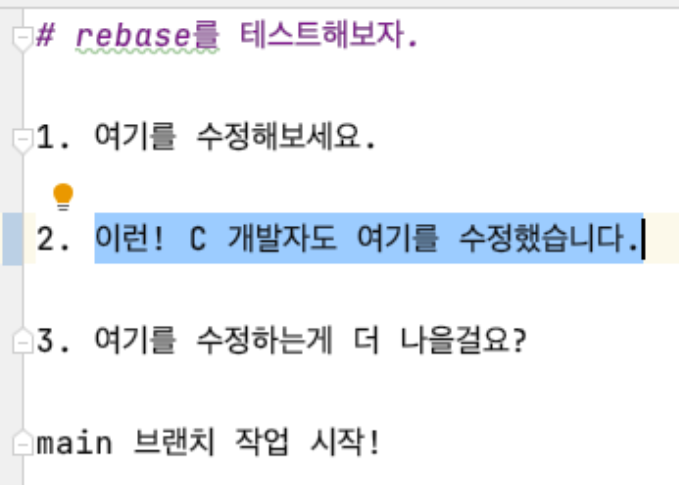 # rebase를 테스트해보자.
1. 여기를 수정해보세요.
2. 이런! C 개발자도 여기를 수정했습니다.
3. 여기를 수정하는게 더 나을걸요?
main 브랜치 작업 시작!